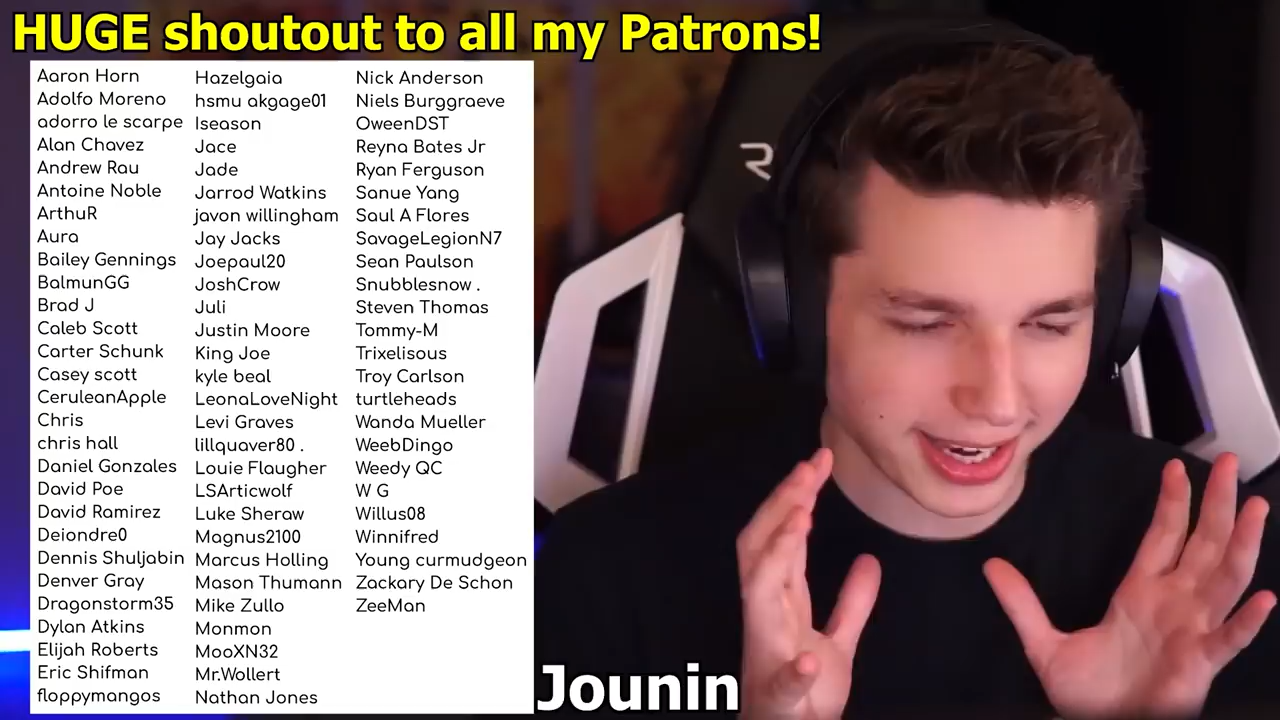 HUGE shoutout to all my Patrons!
Aaron Horn
Adolfo Moreno
adorro le scarpe
Alan Chavez
Andrew Rau
Antoine Noble
ArthuR
Aura
Bailey Gennings
BalmunGG
Brad J
Caleb Scott
Carter Schunk
Casey scott
CeruleanApple
Chris
chris hall
Daniel Gonzales
David Poe
David Ramirez
Deiondre0
Dennis Shuljabin
Denver Gray
Dragonstorm35
Dylan Atkins
Elijah Roberts
Eric Shifman
floppymangos
Hazelgaia
hsmu akgage01
Iseason
Jace
Jade
Jarrod Watkins
javon willingham
Jay Jacks
Joepaul20
JoshCrow
Juli
Justin Moore
King Joe
kyle beal
LeonaLoveNight
Levi Graves
lillquaver80 .
Louie Flaugher
LSArticwolf
Luke Sheraw
Magnus2100
Marcus Holling
Mason Thumann
Mike Zullo
Monmon
MooXN32
Mr.Wollert
Nathan Jones
Nick Anderson
Niels Burggraeve
OweenDST
Reyna Bates Jr
Ryan Ferguson
Sanue Yang
Saul A Flores
SavageLegionN7
Sean Paulson
Snubblesnow .
Steven Thomas
Tommy-M
Trixelisous
Troy Carlson
turtleheads
Wanda Mueller
WeebDingo
Weedy QC
W G
Willus08
Winnifred
Young curmudgeon
Zackary De Schon
ZeeMan
Jounin